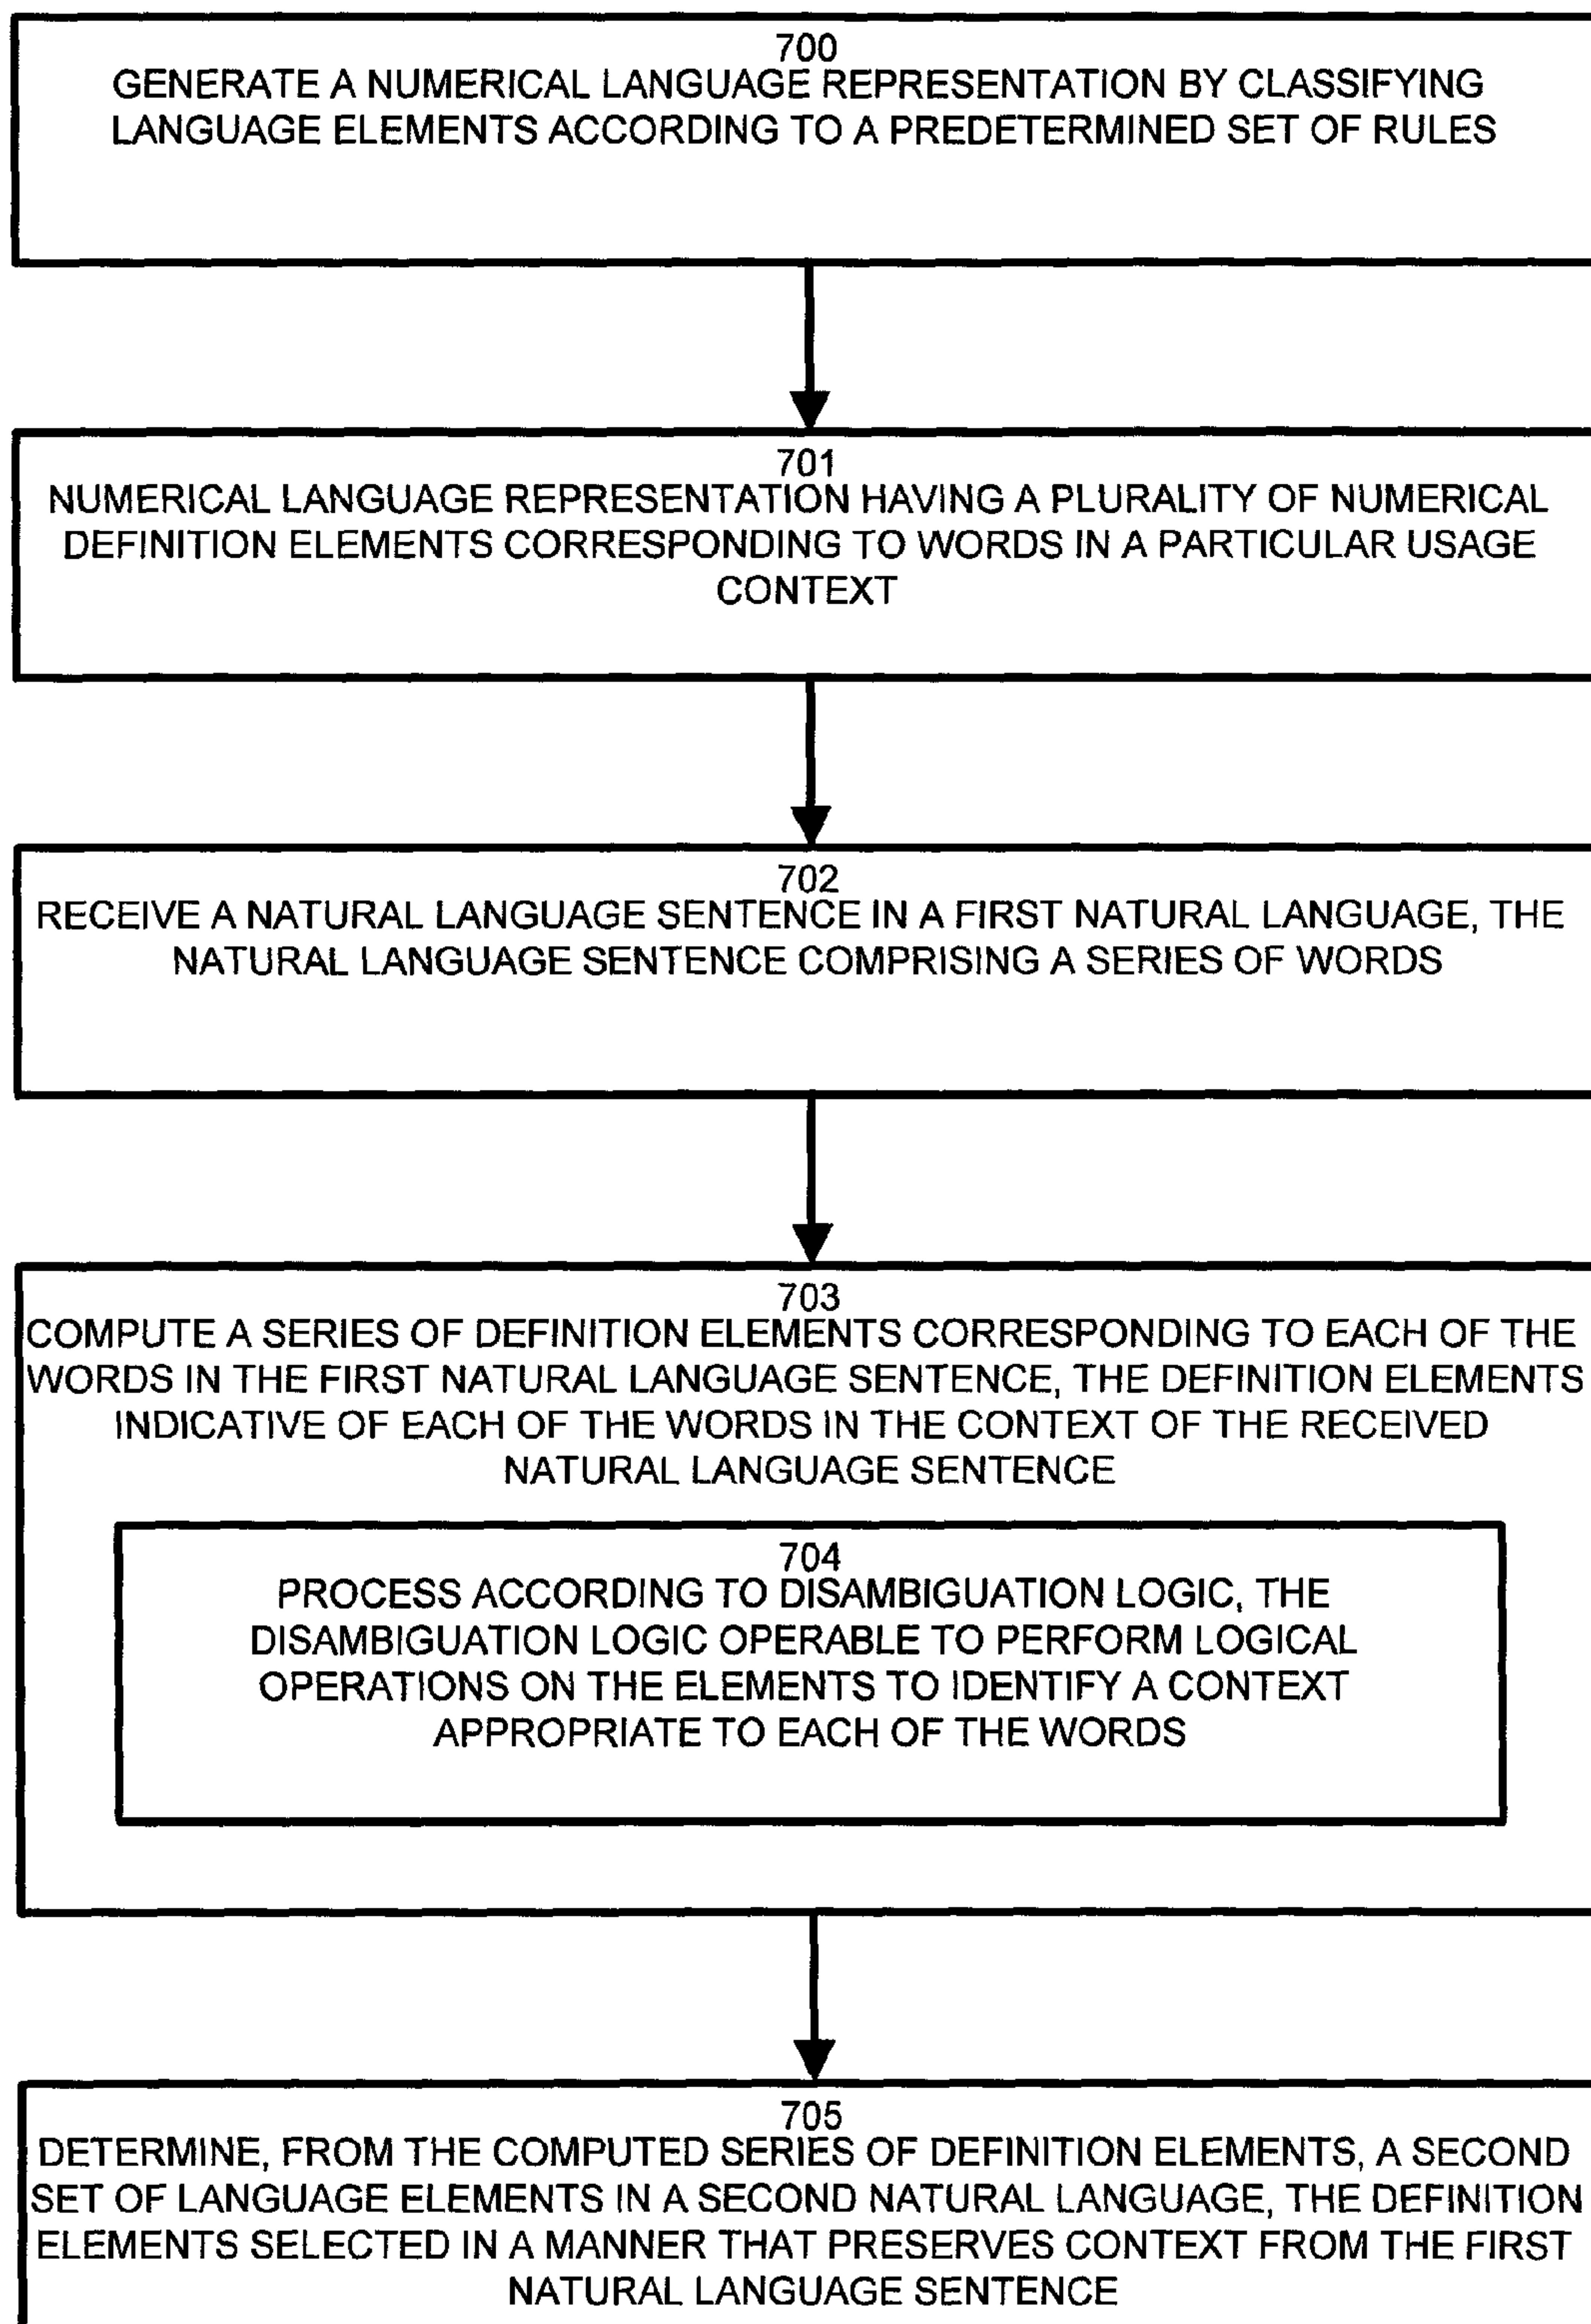 700
GENERATE A NUMERICAL LANGUAGE REPRESENTATION BY CLASSIFYING
LANGUAGE ELEMENTS ACCORDING TO A PREDETERMINED SET OF RULES
701
NUMERICAL LANGUAGE REPRESENTATION HAVING A PLURALITY OF NUMERICAL
DEFINITION ELEMENTS CORRESPONDING TO WORDS IN A PARTICULAR USAGE
CONTEXT
702
RECEIVE A NATURAL LANGUAGE SENTENCE IN A FIRST NATURAL LANGUAGE, THE
NATURAL LANGUAGE SENTENCE COMPRISING A SERIES OF WORDS
703
COMPUTE A SERIES OF DEFINITION ELEMENTS CORRESPONDING TO EACH OF THE
WORDS IN THE FIRST NATURAL LANGUAGE SENTENCE, THE DEFINITION ELEMENTS
INDICATIVE OF EACH OF THE WORDS IN THE CONTEXT OF THE RECEIVED
NATURAL LANGUAGE SENTENCE
704
PROCESS ACCORDING TO DISAMBIGUATION LOGIC, THE
DISAMBIGUATION LOGIC OPERABLE TO PERFORM LOGICAL
OPERATIONS ON THE ELEMENTS TO IDENTIFY A CONTEXT
APPROPRIATE TO EACH OF THE WORDS
705
DETERMINE, FROM THE COMPUTED SERIES OF DEFINITION ELEMENTS, A SECOND
SET OF LANGUAGE ELEMENTS IN A SECOND NATURAL LANGUAGE, THE DEFINITION
ELEMENTS SELECTED IN A MANNER THAT PRESERVES CONTEXT FROM THE FIRST
NATURAL LANGUAGE SENTENCE